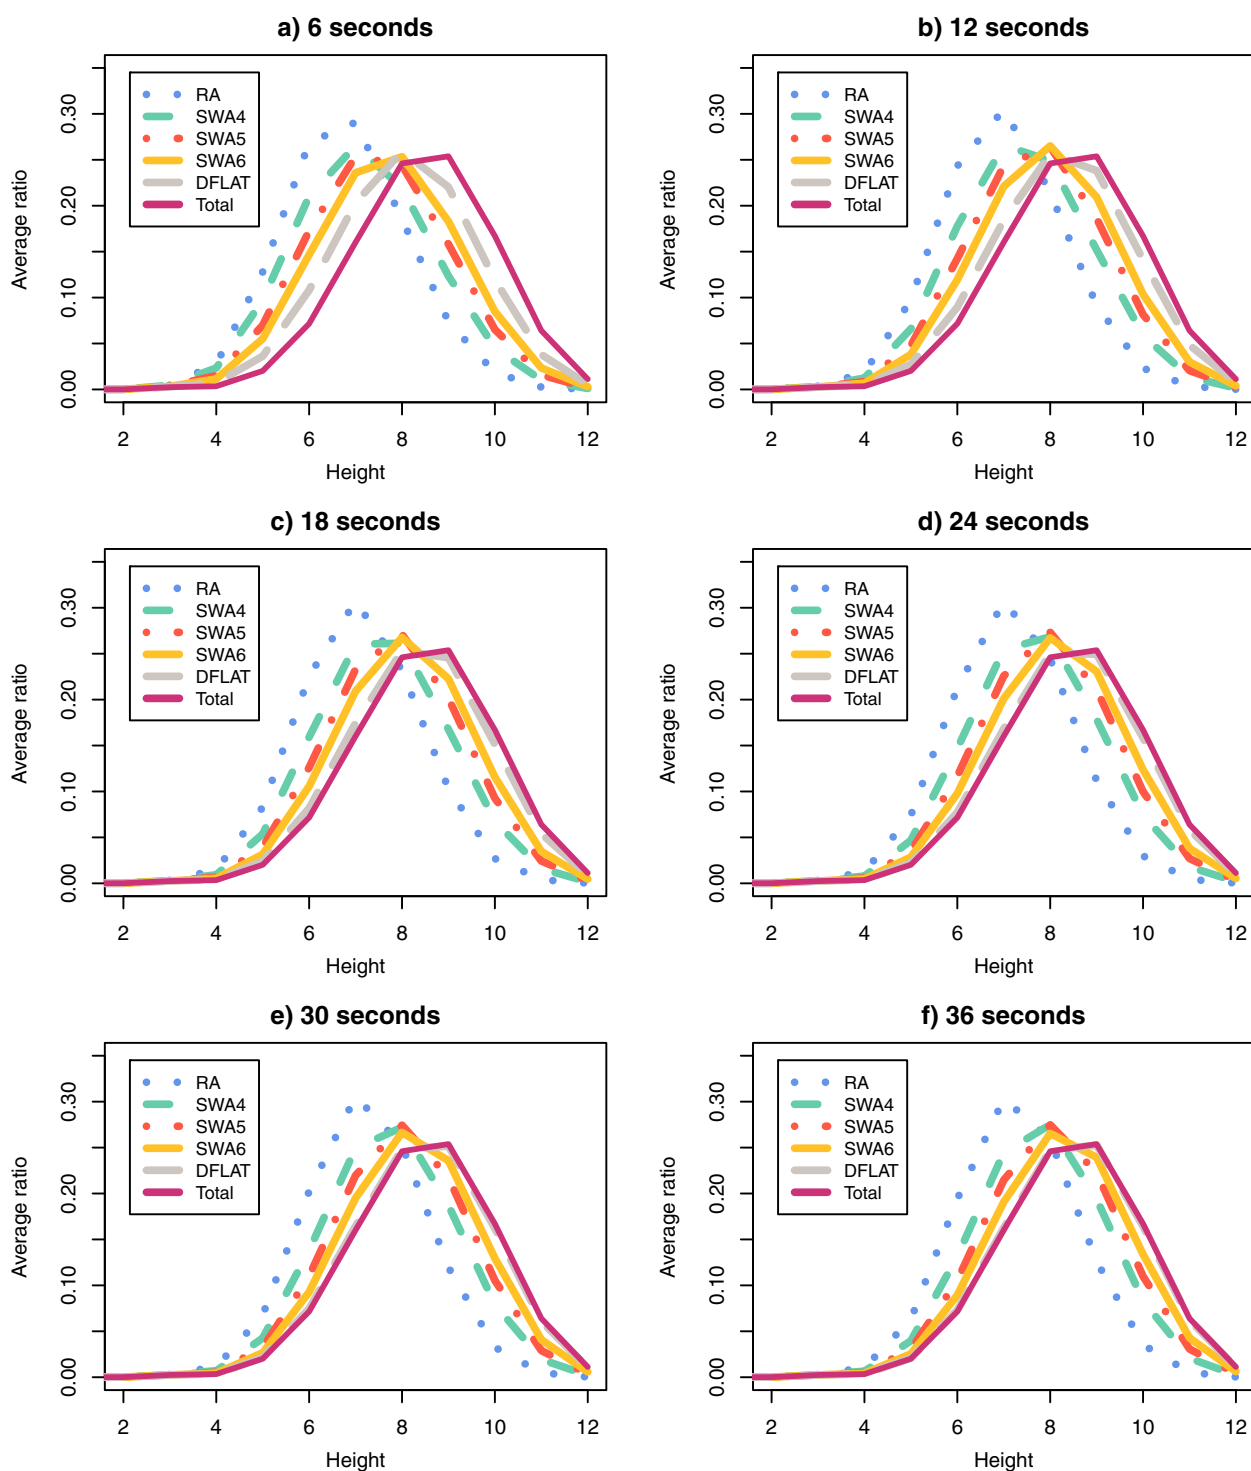 a) 6 seconds
Average ratio
0.00 0.10 0.20 0.30
RA
SWA4
SWA5
SWA6
DFLAT
Total
2 4 6 8 10 12
Height
b) 12 seconds
Average ratio
0.00 0.10 0.20 0.30
RA
SWA4
SWA5
SWA6
DFLAT
Total
2 4 6 8 10 12
Height
c) 18 seconds
Average ratio
0.00 0.10 0.20 0.30
RA
SWA4
SWA5
SWA6
DFLAT
Total
2 4 6 8 10 12
Height
d) 24 seconds
Average ratio
0.00 0.10 0.20 0.30
RA
SWA4
SWA5
SWA6
DFLAT
Total
2 4 6 8 10 12
Height
e) 30 seconds
Average ratio
0.00 0.10 0.20 0.30
RA
SWA4
SWA5
SWA6
DFLAT
Total
2 4 6 8 10 12
Height
f) 36 seconds
Average ratio
0.00 0.10 0.20 0.30
RA
SWA4
SWA5
SWA6
DFLAT
Total
2 4 6 8 10 12
Height